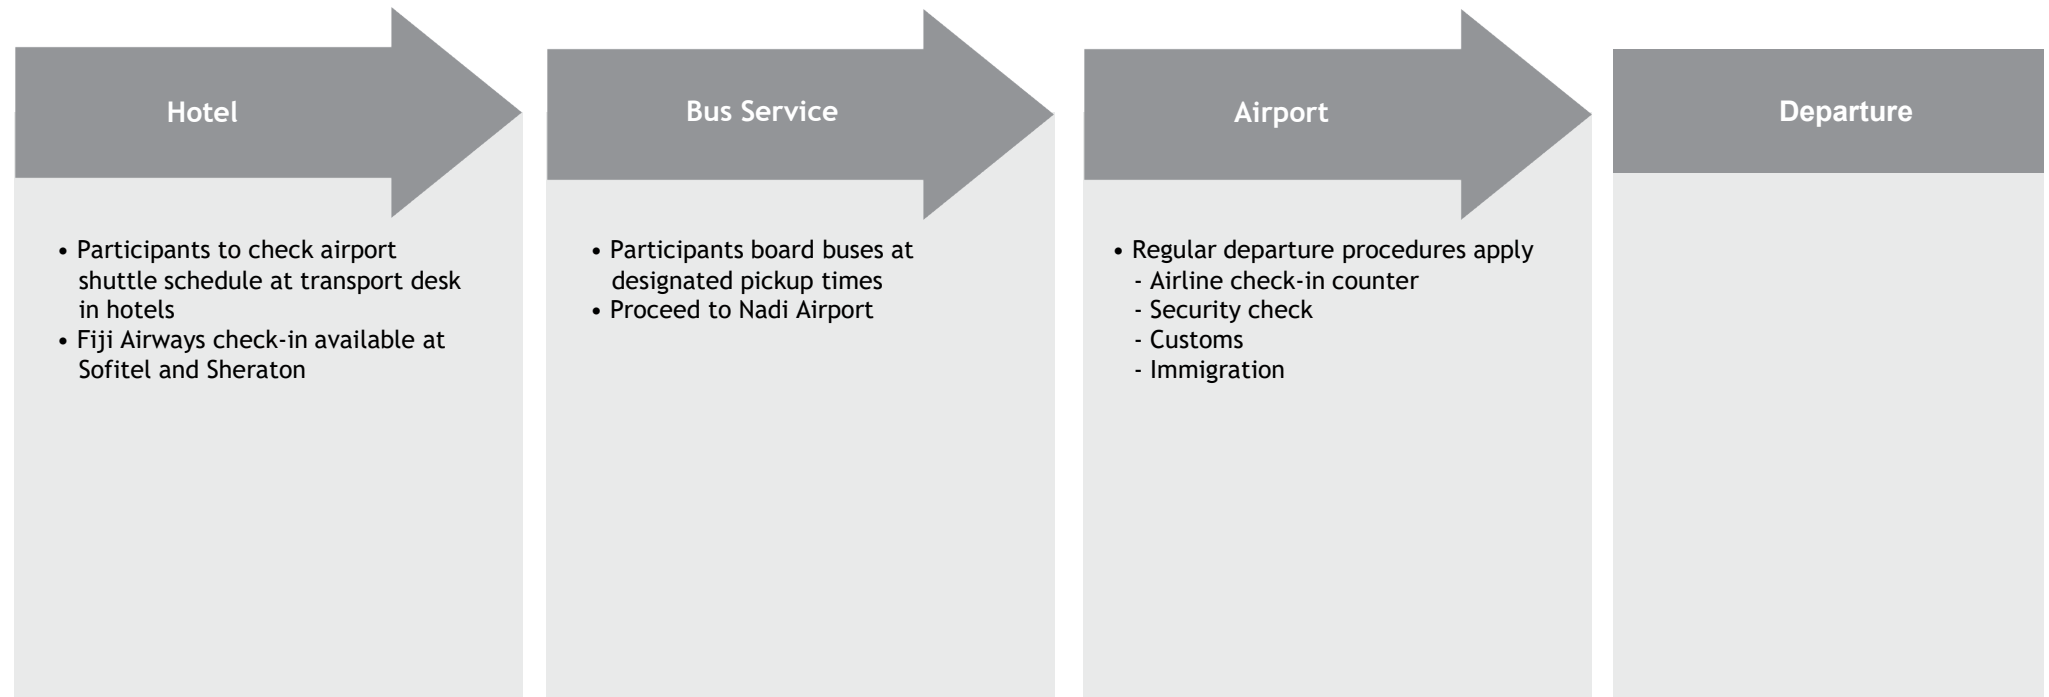 Hotel
• Participants to check airport
shuttle schedule at transport desk
in hotels
• Fiji Airways check-in available at
Sofitel and Sheraton
Bus Service
• Participants board buses at
designated pickup times
• Proceed to Nadi Airport
Airport
• Regular departure procedures apply
- Airline check-in counter
- Security check
- Customs
- Immigration
Departure